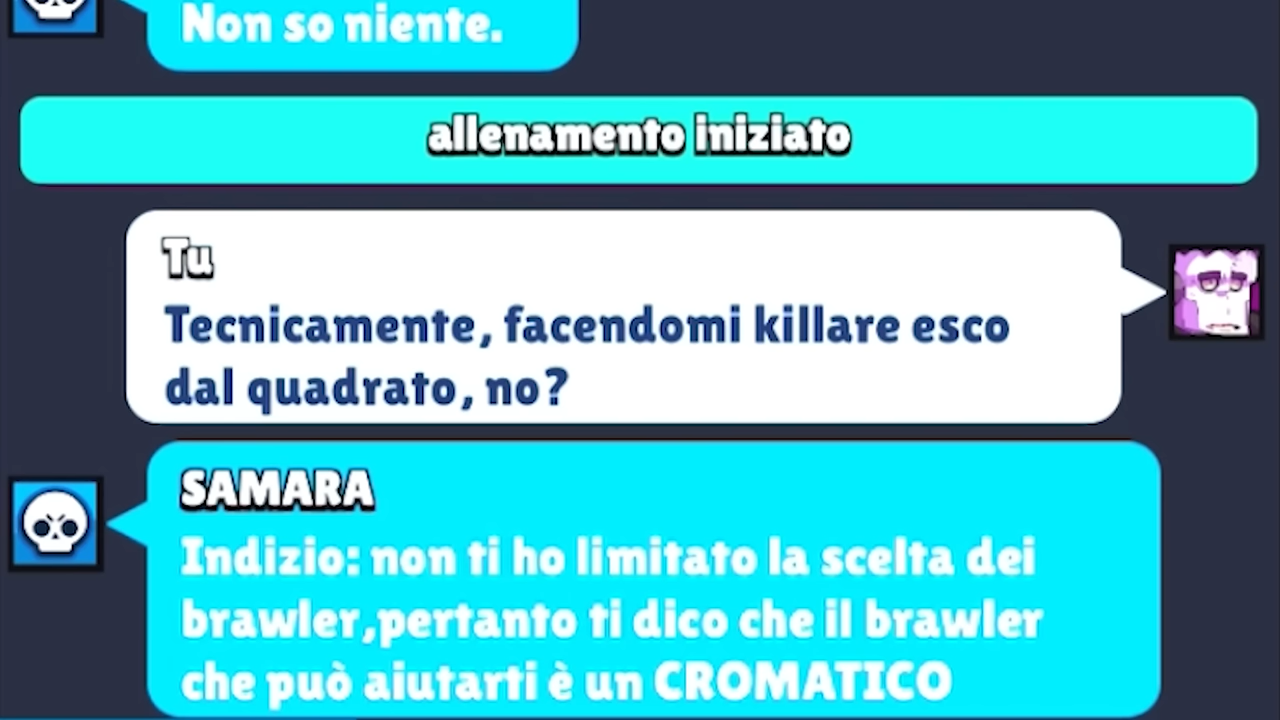 Non so niente.
allenamento iniziato
Tu
Tecnicamente, facendomi killare esco
dal quadrato, no?
SAMARA
Indizio: non ti ho limitato la scelta dei
brawler,pertanto ti dico che il brawler
che può aiutarti è un CROMATICO